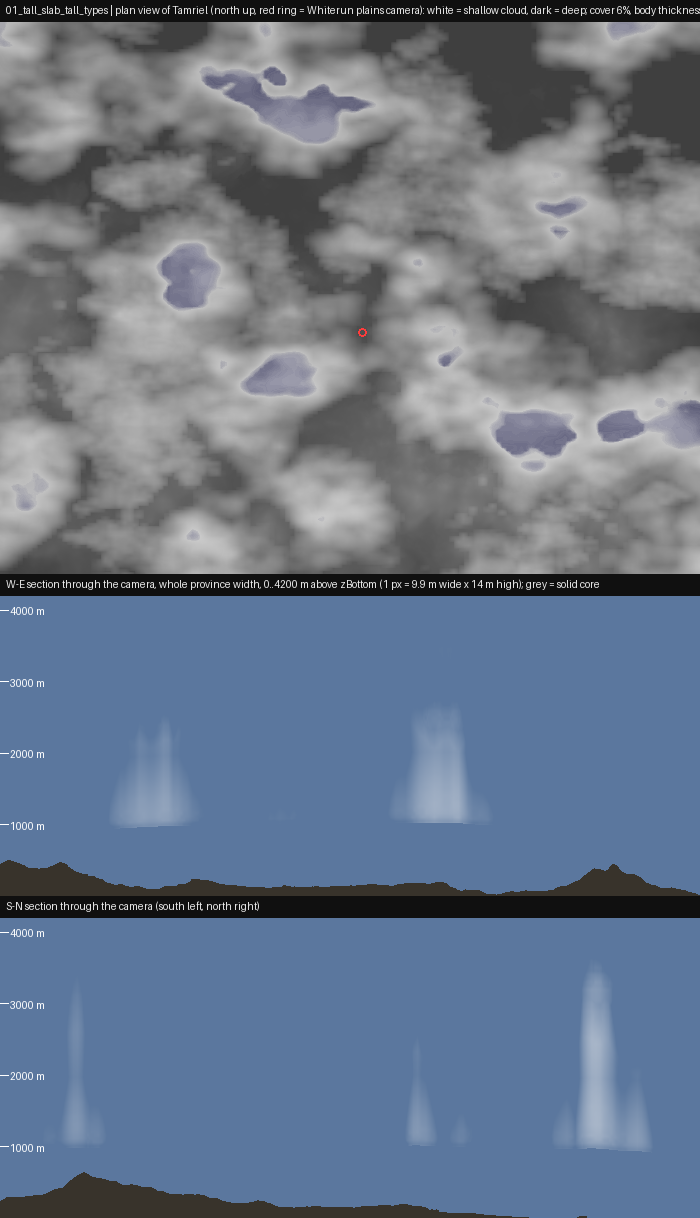 01_tall_slab_tall_types | plan view of Tamriel (north up, red ring = Whiterun plains camera): white = shallow cloud, dark = deep; cover 6%, body thickness
W-E section through the camera, whole province width, 0..4200 m above zBottom (1 px = 9.9 m wide x 14 m high); grey = solid core
4000 m
3000 m
2000 m
1000 m
S-N section through the camera (south left, north right)
4000 m
3000 m
2000 m
1000 m